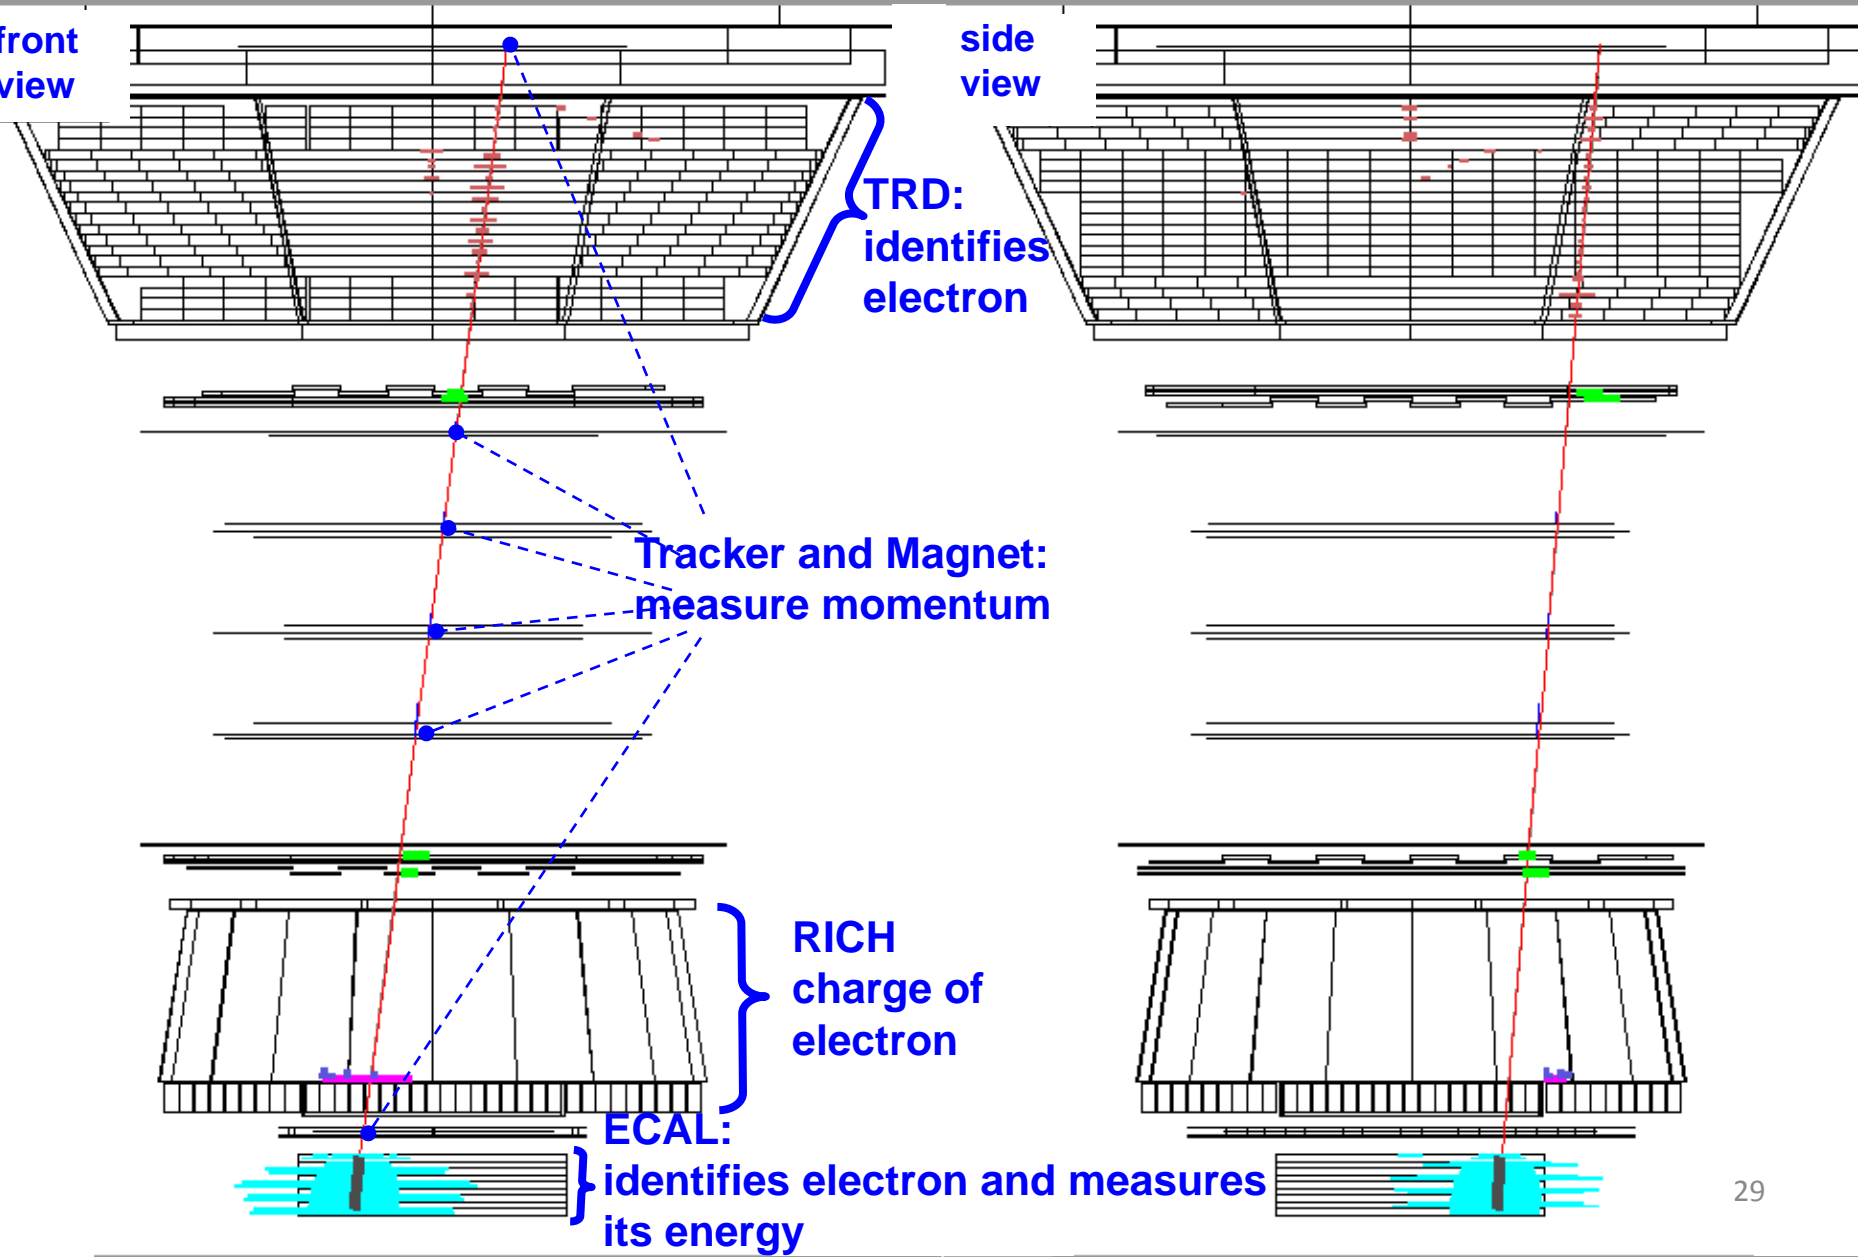 front
view
side
view
TRD:
identifies
electron
Tracker and Magnet:
measure momentum
RICH
charge of
electron
ECAL:
identifies electron and measures
its energy
29